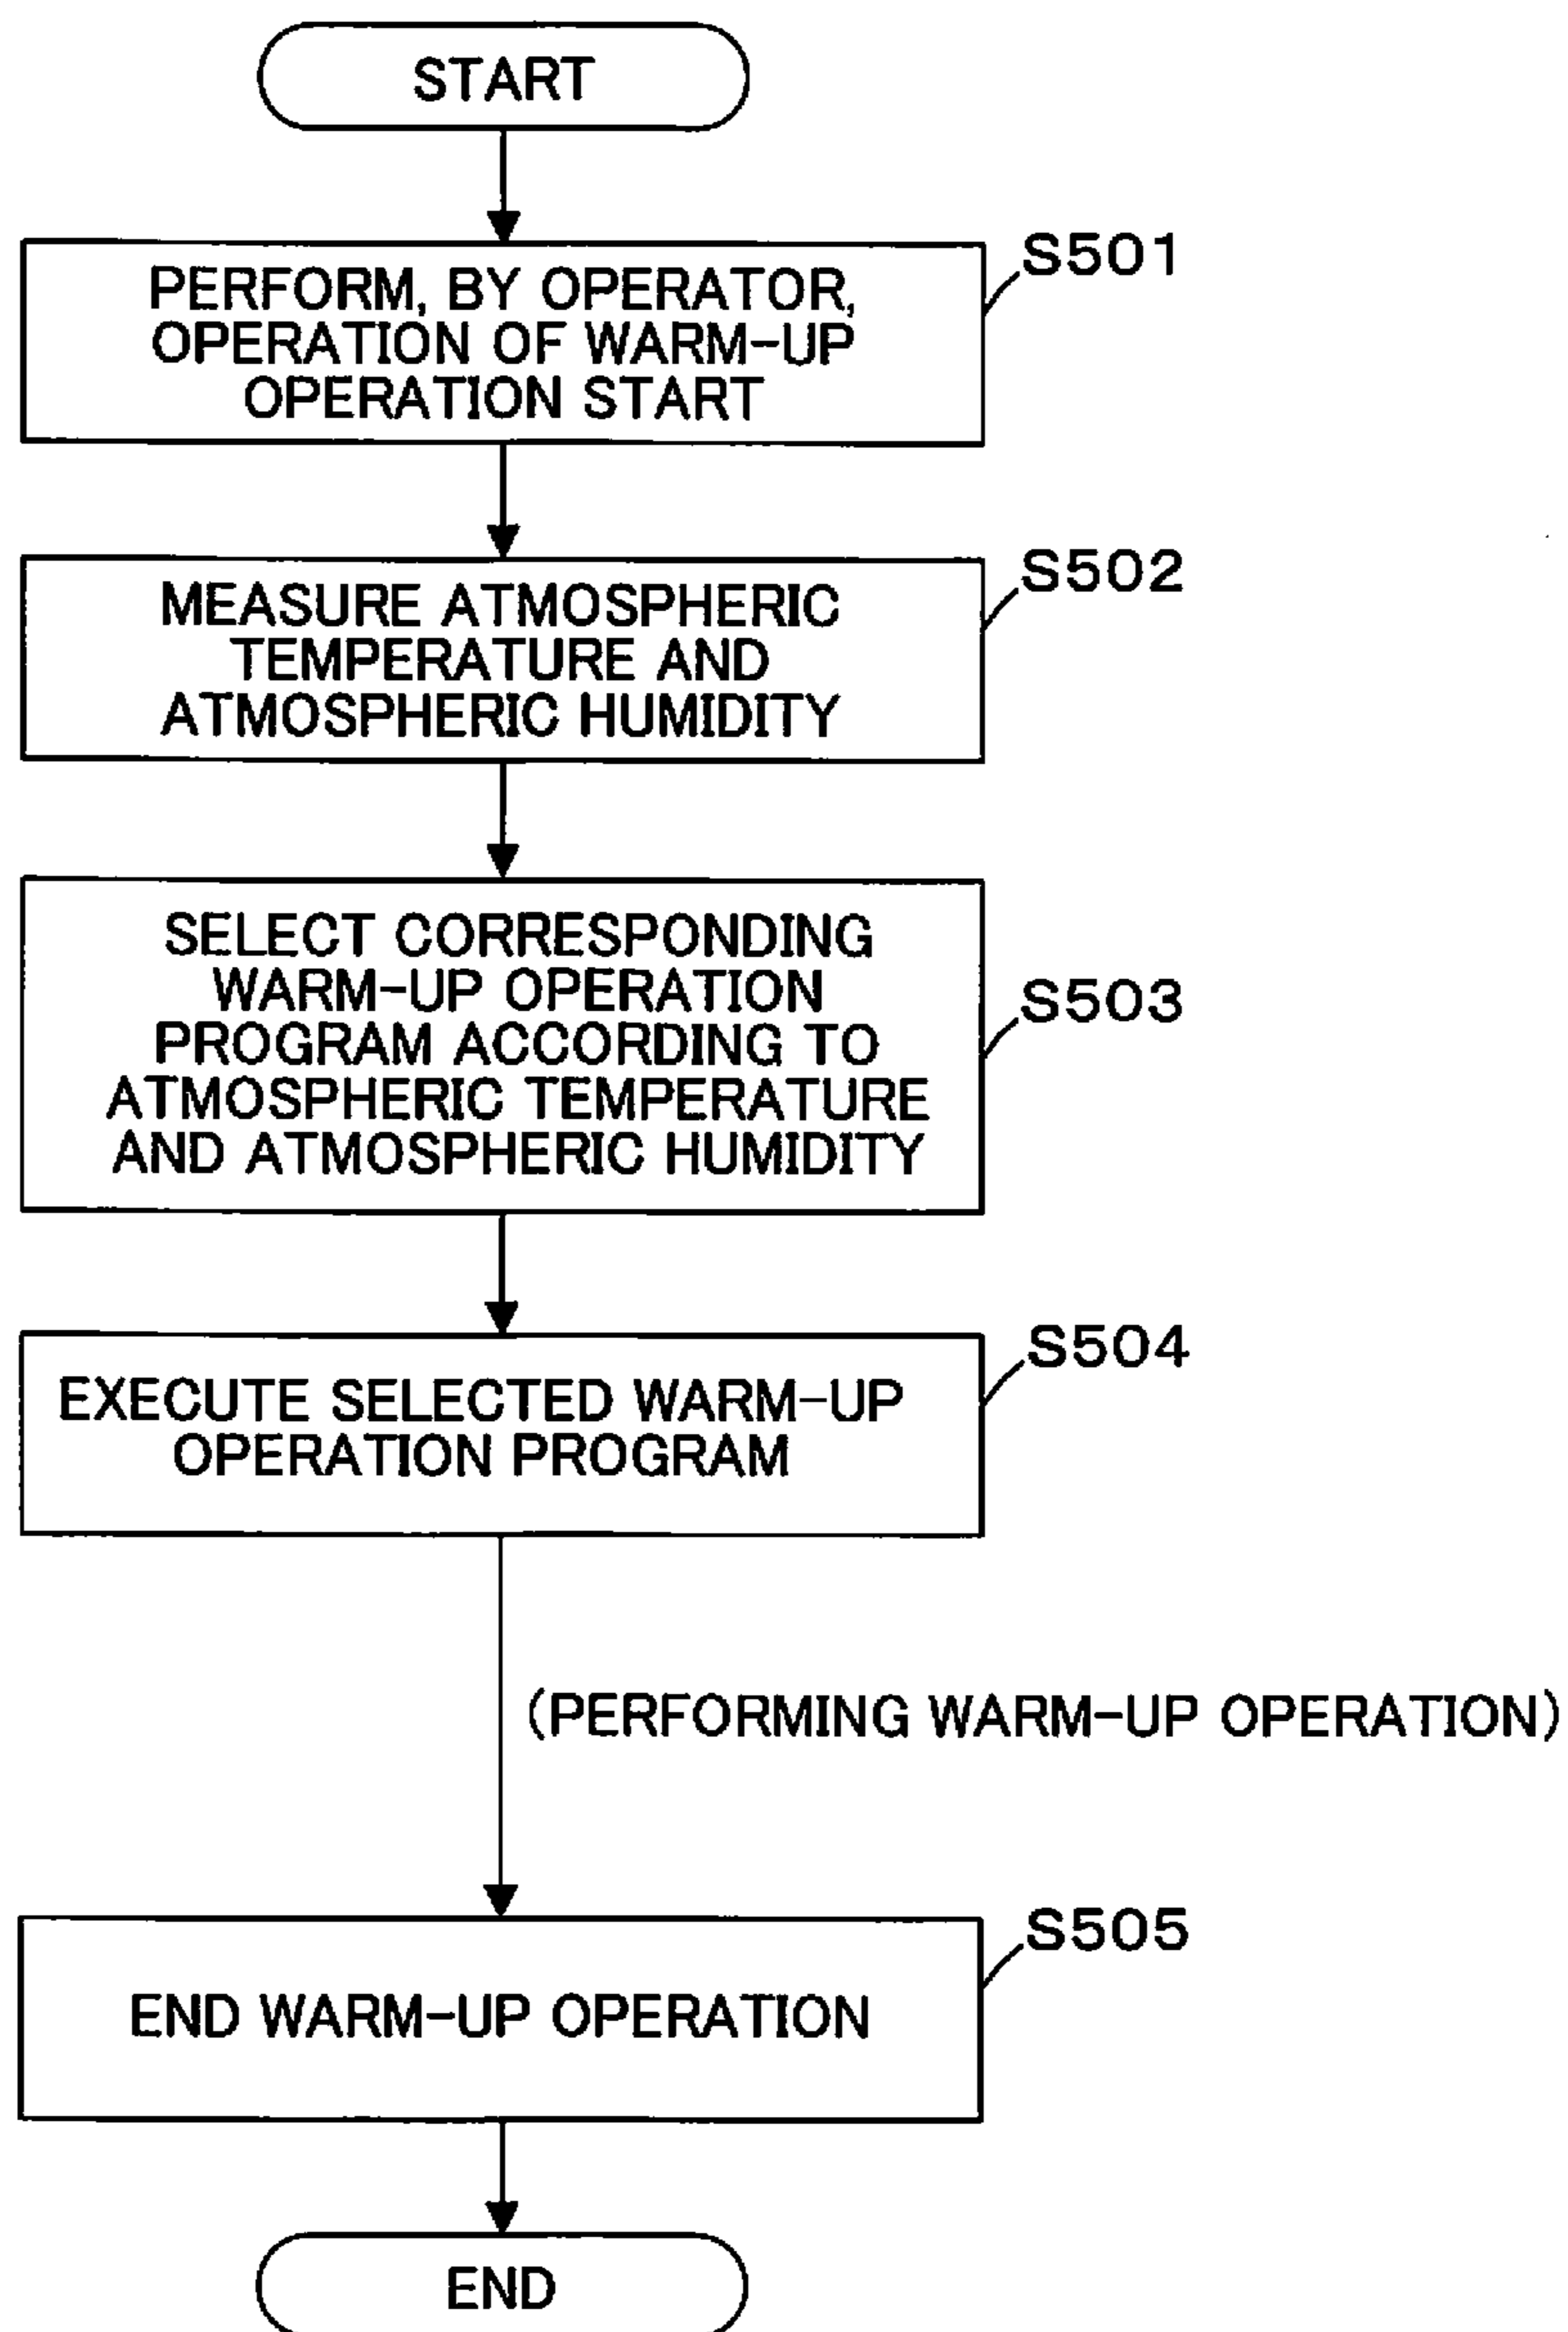 START
S501
PERFORM, BY OPERATOR,
OPERATION OF WARM-UP
OPERATION START
S502
MEASURE ATMOSPHERIC
TEMPERATURE AND
ATMOSPHERIC HUMIDITY
S503
SELECT CORRESPONDING
WARM-UP OPERATION
PROGRAM ACCORDING TO
ATMOSPHERIC TEMPERATURE
AND ATMOSPHERIC HUMIDITY
S504
EXECUTE SELECTED WARM-UP
OPERATION PROGRAM
(PERFORMING WARM-UP OPERATION)
S505
END WARM-UP OPERATION
END